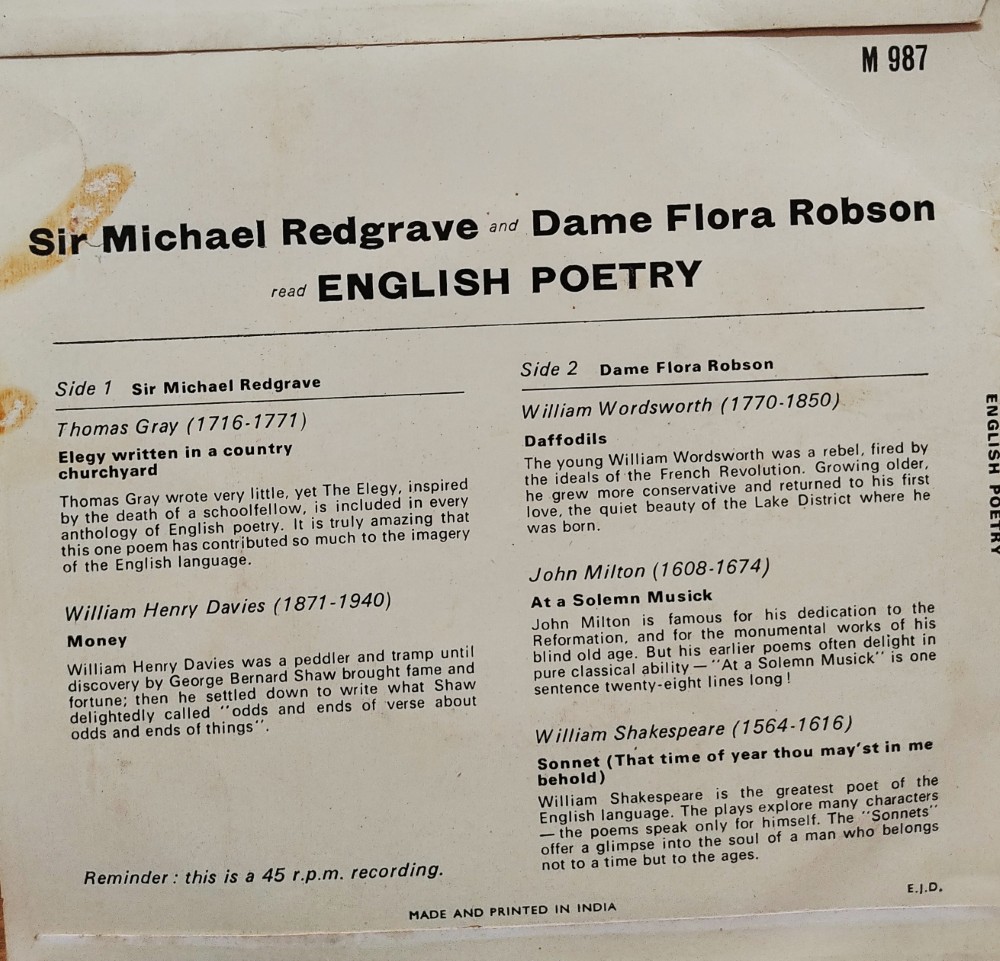 M 987
Sir Michael Redgrave and Dame Flora Robson
read ENGLISH POETRY
Side 1 Sir Michael Redgrave
Thomas Gray (1716-1771)
Elegy written in a country
churchyard
Thomas Gray wrote very little, yet The Elegy, inspired
by the death of a schoolfellow, is included in every
anthology of English poetry. It is truly amazing that
this one poem has contributed so much to the imagery
of the English language.
William Henry Davies (1871-1940)
Money
William Henry Davies was a peddler and tramp until
discovery by George Bernard Shaw brought fame and
fortune; then he settled down to write what Shaw
delightedly called "odds and ends of verse about
odds and ends of things".
Reminder: this is a 45 r.p.m. recording.
Side 2 Dame Flora Robson
William Wordsworth (1770-1850)
Daffodils
The young William Wordsworth was a rebel, fired by
the ideals of the French Revolution. Growing older,
he grew more conservative and returned to his first
love, the quiet beauty of the Lake District where he
was born.
John Milton (1608-1674)
At a Solemn Musick
John Milton is famous for his dedication to the
Reformation, and for the monumental works of his
blind old age. But his earlier poems often delight in
pure classical ability — "At a Solemn Musick" is one
sentence twenty-eight lines long!
William Shakespeare (1564-1616)
Sonnet (That time of year thou may'st in me
behold)
William Shakespeare is the greatest poet of the
English language. The plays explore many characters
— the poems speak only for himself. The "Sonnets"
offer a glimpse into the soul of a man who belongs
not to a time but to the ages.
E.J.D.
MADE AND PRINTED IN INDIA
ENGLISH POETRY